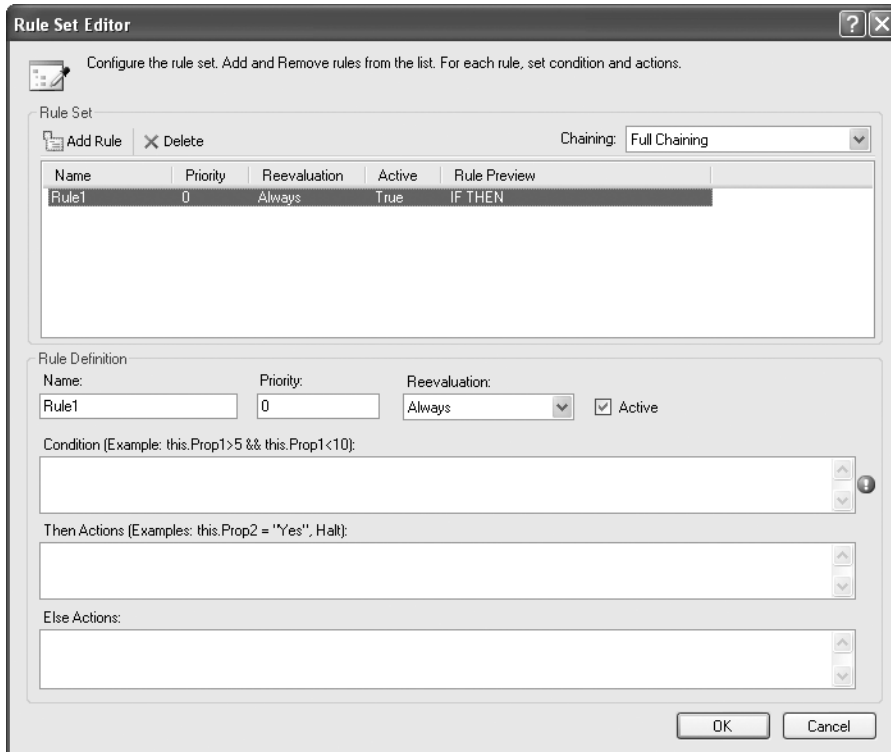 Rule Set Editor
Configure the rule set. Add and Remove rules from the list. For each rule, set condition and actions.
Rule Set
Add Rule Delete Chaining: Full Chaining
Name Priority Reevaluation Active Rule Preview
Rule1 0 Always True IF THEN
Rule Definition
Name: Priority: Reevaluation:
Rule1 0 Always Active
Condition (Example: this.Prop1>5 && this.Prop1<10):
Then Actions (Examples: this.Prop2 = "Yes", Halt):
Else Actions:
OK Cancel